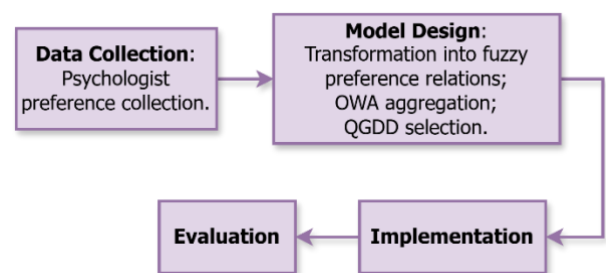 Data Collection:
Psychologist
preference collection.
Model Design:
Transformation into fuzzy
preference relations;
OWA aggregation;
QGDD selection.
Implementation
Evaluation